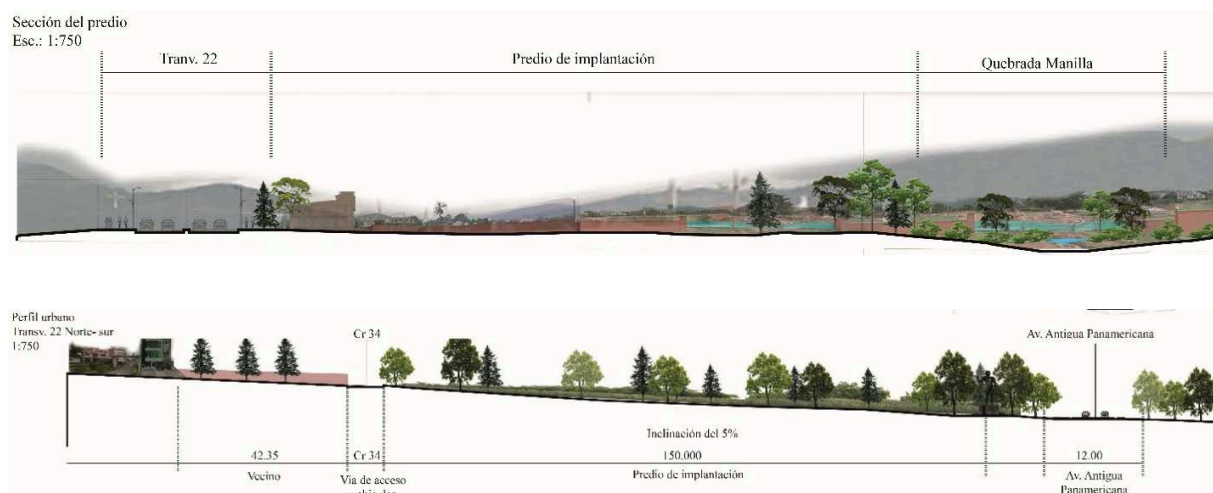 Sección del predio
Esc.: 1:750
Tranv. 22
Predio de implantación
Quebrada Manilla
Perfil urbano
Transv. 22 Norte- sur
1:750
Cr 34
Av. Antigua Panamericana
Inclinación del 5%
42.35
Cr 34
150.000
12.00
Vecino
Via de acceso
Predio de implantación
Av. Antigua
Panamericana